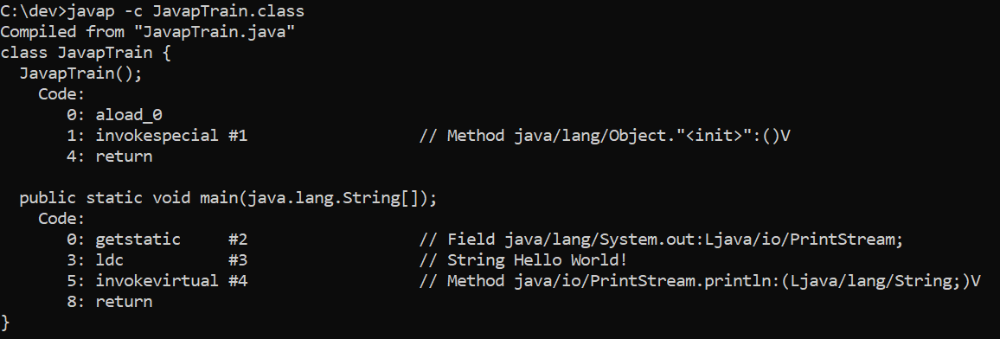 C:\dev>javap -c JavapTrain.class
Compiled from "JavapTrain.java"
class JavapTrain {
  JavapTrain();
    Code:
       0: aload_0
       1: invokespecial #1                  // Method java/lang/Object."<init>":()V
       4: return

  public static void main(java.lang.String[]);
    Code:
       0: getstatic     #2                  // Field java/lang/System.out:Ljava/io/PrintStream;
       3: ldc           #3                  // String Hello World!
       5: invokevirtual #4                  // Method java/io/PrintStream.println:(Ljava/lang/String;)V
       8: return
}